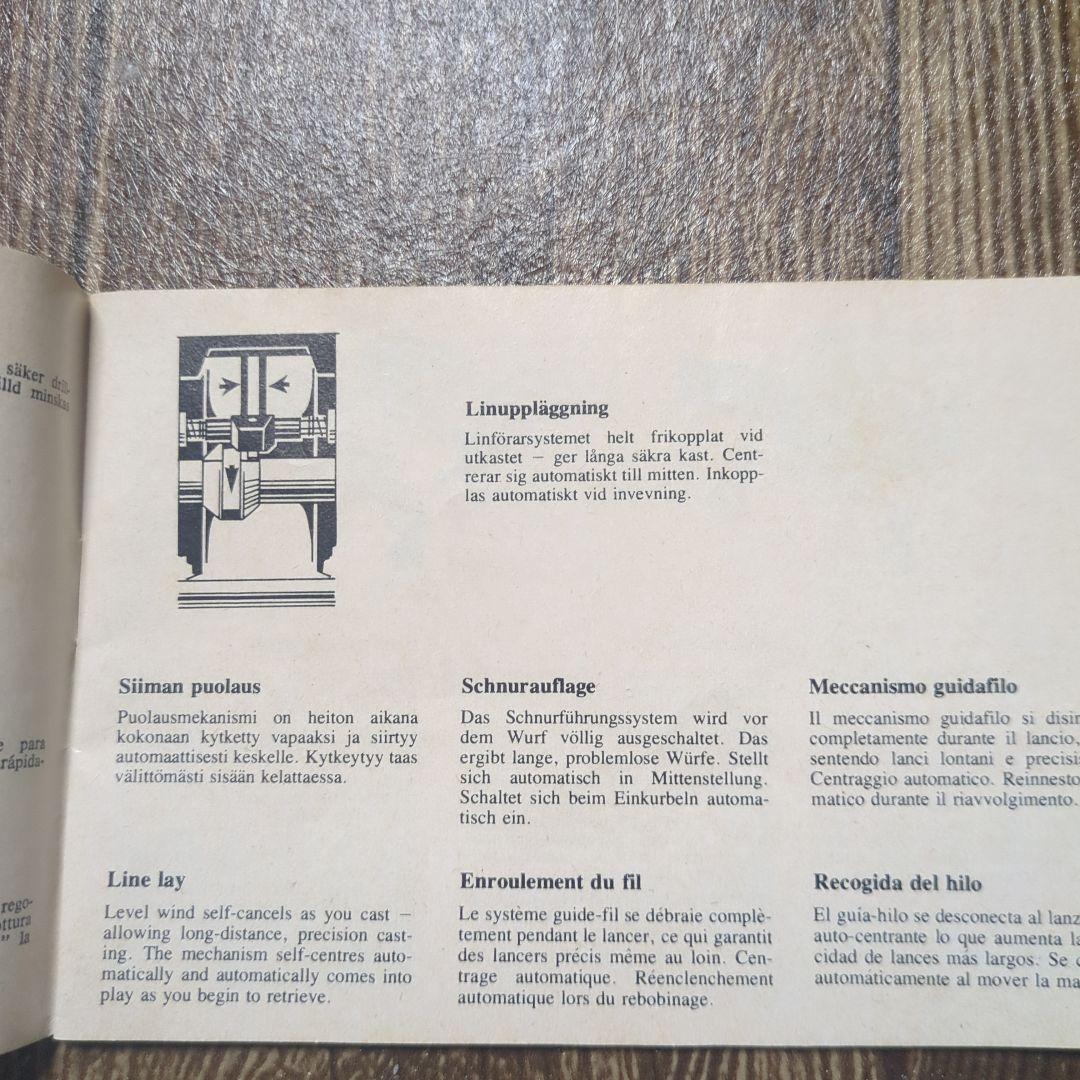 säker
minskas
para
rápida-
rego-
ottura
” la
Linuppläggning
Linförarsystemet helt frikopplat vid
utkastet – ger långa säkra kast. Cent-
rerar sig automatiskt till mitten. Inkopp-
las automatiskt vid invevning.
Siiman puolaus
Puolausmekanismi on heiton aikana
kokonaan kytketty vapaaksi ja siirtyy
automaattisesti keskelle. Kytkeytyy taas
välittömästi sisään kelattaessa.
Schnurauflage
Das Schnurführungssystem wird vor
dem Wurf völlig ausgeschaltet. Das
ergibt lange, problemlose Würfe. Stellt
sich automatisch in Mittenstellung.
Schaltet sich beim Einkurbeln automa-
tisch ein.
Meccanismo guidafilo
Il meccanismo guidafilo si disin
completamente durante il lancio,
sentendo lanci lontani e precisi
Centraggio automatico. Reinnesto
matico durante il riavvolgimento.
Line lay
Level wind self-cancels as you cast –
allowing long-distance, precision cast-
ing. The mechanism self-centres auto-
matically and automatically comes into
play as you begin to retrieve.
Enroulement du fil
Le système guide-fil se débraie complè-
tement pendant le lancer, ce qui garantit
des lancers précis même au loin. Cen-
trage automatique. Réenclenchement
automatique lors du rebobinage.
Recogida del hilo
El guía-hilo se desconecta al lanz
auto-centrante lo que aumenta la
cidad de lances más largos. Se
automáticamente al mover la ma